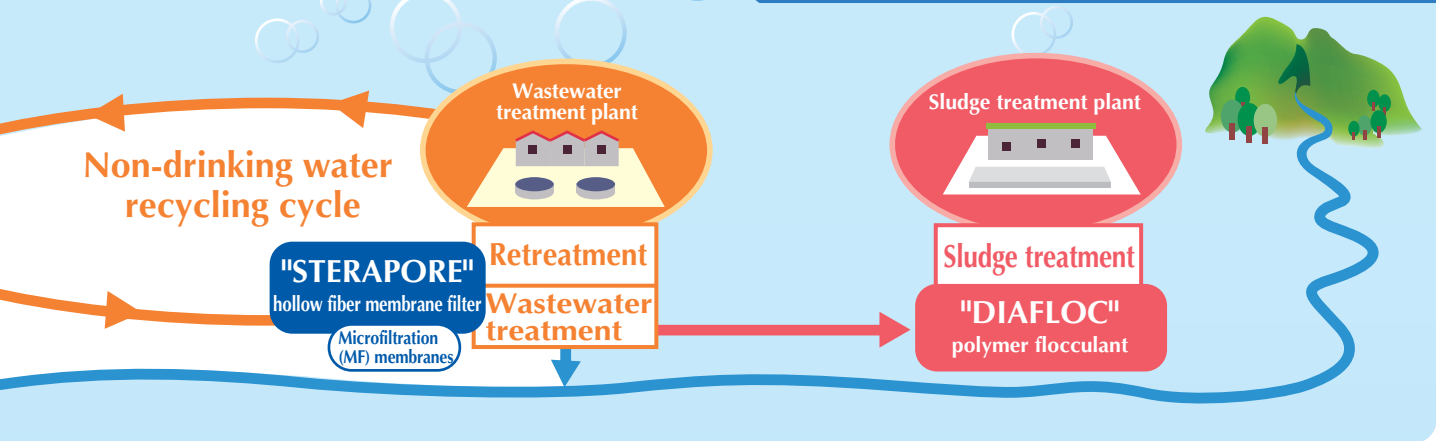 Wastewater
treatment plant
Sludge treatment plant
Non-drinking water
recycling cycle
"STERAPORE"
hollow fiber membrane filter
Microfiltration
(MF) membranes
Retreatment
Wastewater
treatment
Sludge treatment
"DIAFLOC"
polymer flocculant